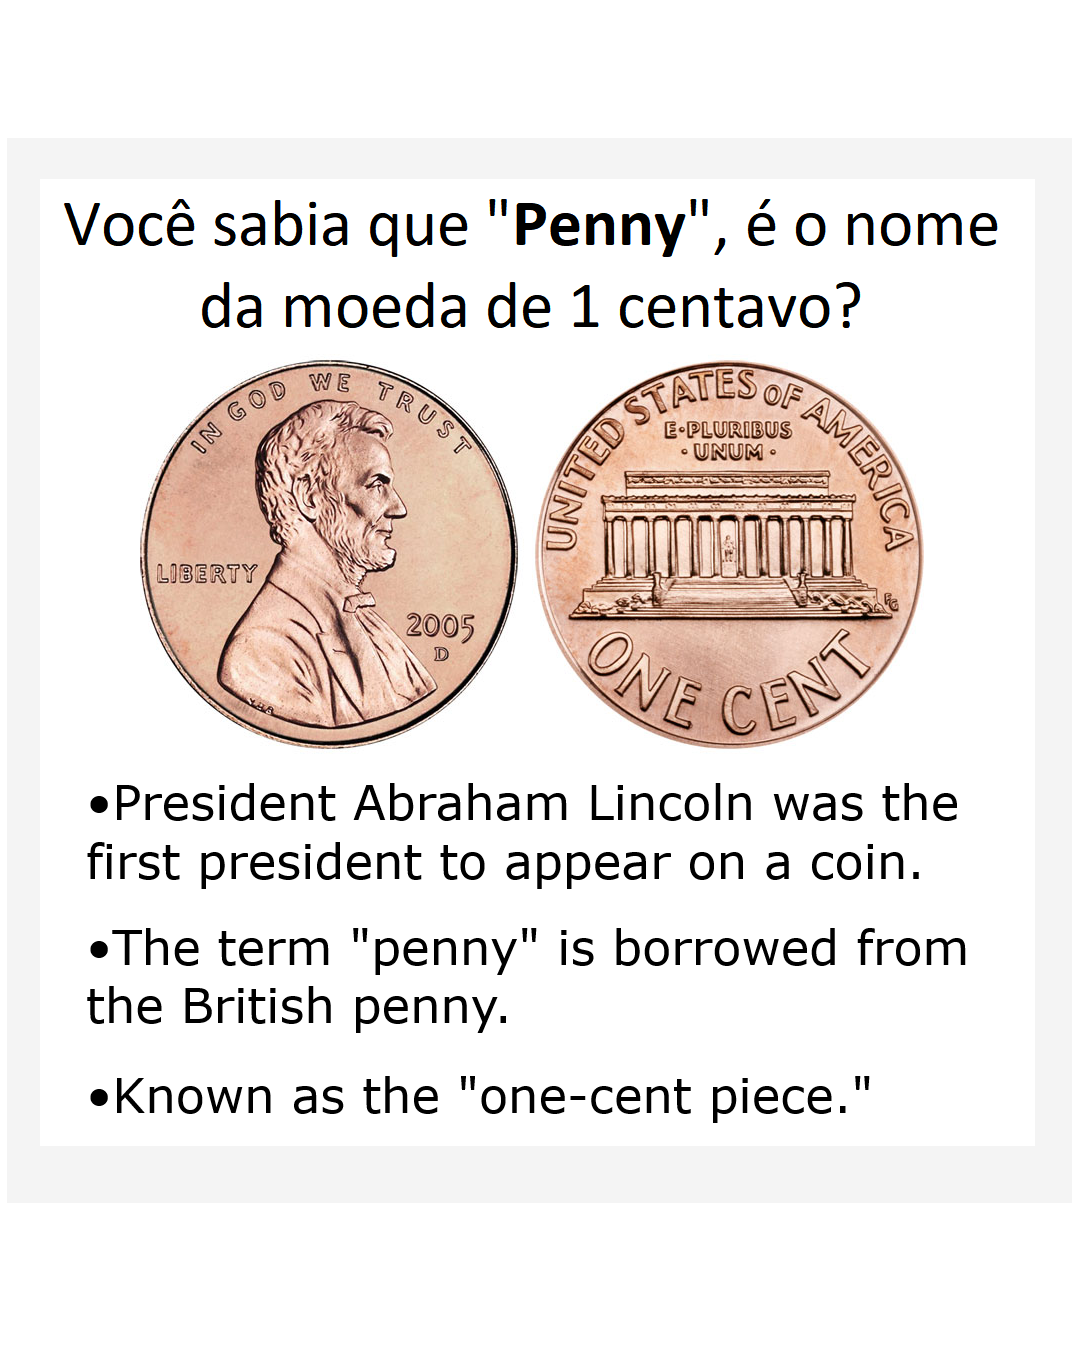 Você sabia que "Penny", é o nome
da moeda de 1 centavo?
IN GOD WE TRUST
LIBERTY
2005
D
UNITED STATES OF AMERICA
E·PLURIBUS
·UNUM·
FG
ONE CENT
•President Abraham Lincoln was the
first president to appear on a coin.
•The term "penny" is borrowed from
the British penny.
•Known as the "one-cent piece."